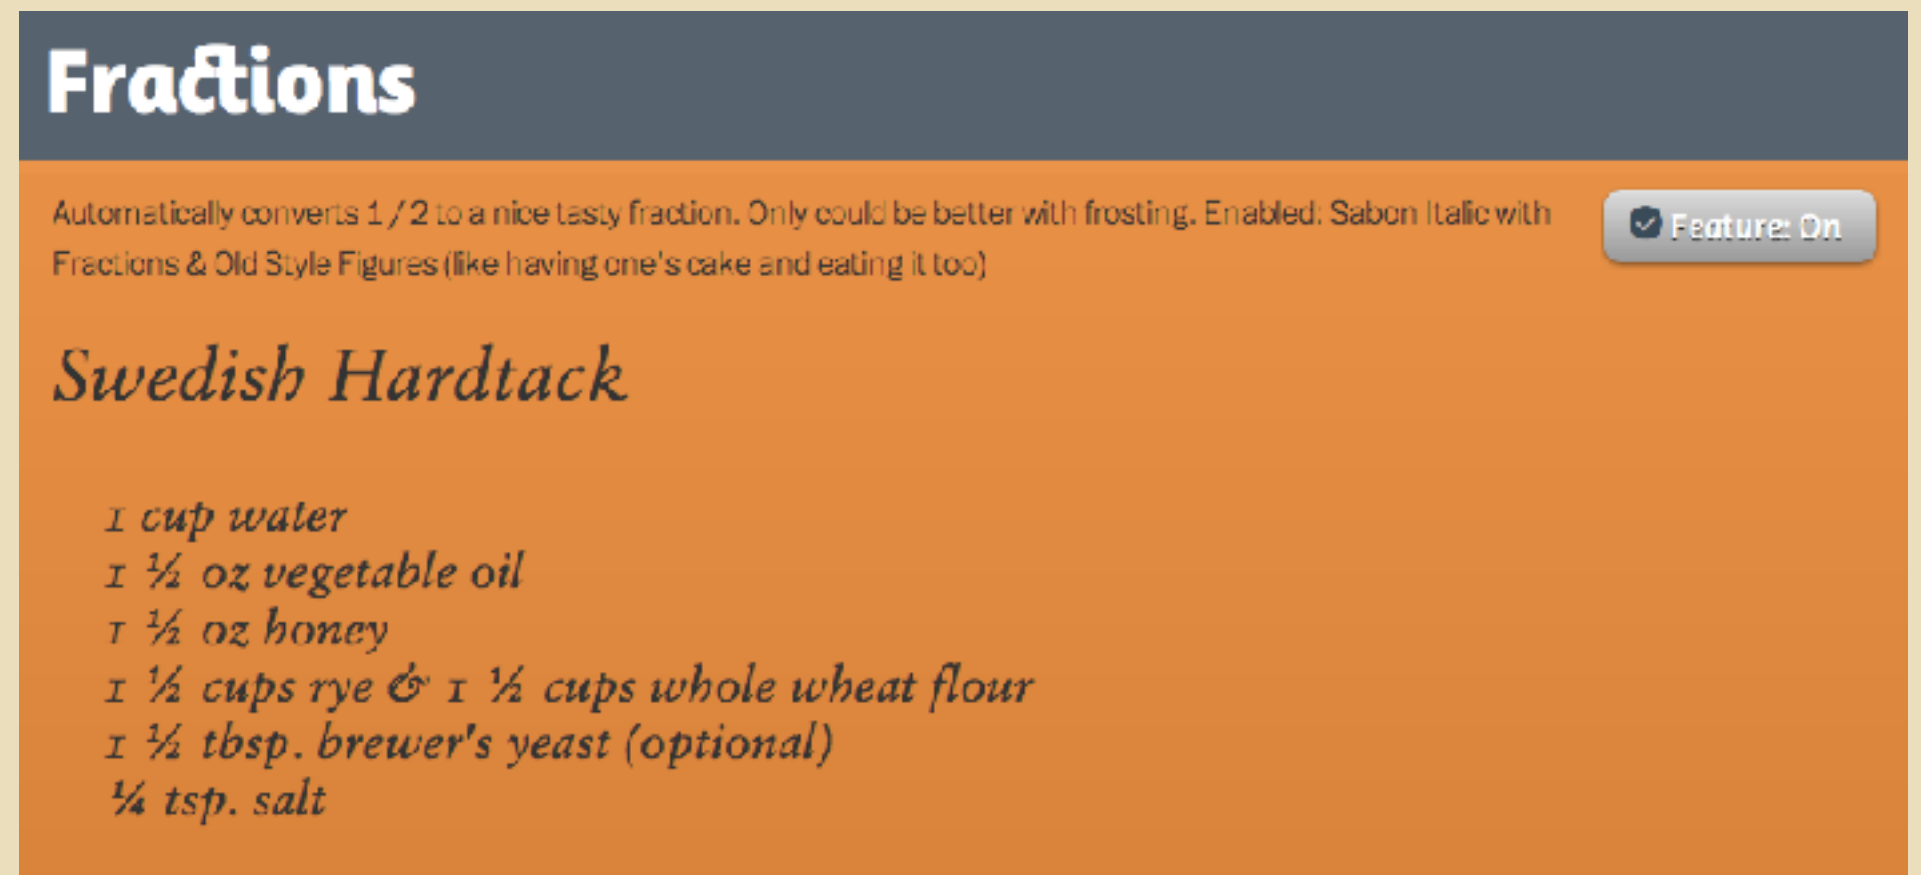 Fractions
Automatically converts 1 / 2 to a nice tasty fraction. Only could be better with frosting. Enabled: Sabon Italic with
Fractions & Old Style Figures (like having one's cake and eating it too)
Feature: On
Swedish Hardtack
1 cup water
1 ½ oz vegetable oil
1 ½ oz honey
1 ½ cups rye & 1 ½ cups whole wheat flour
1 ½ tbsp. brewer's yeast (optional)
¼ tsp. salt